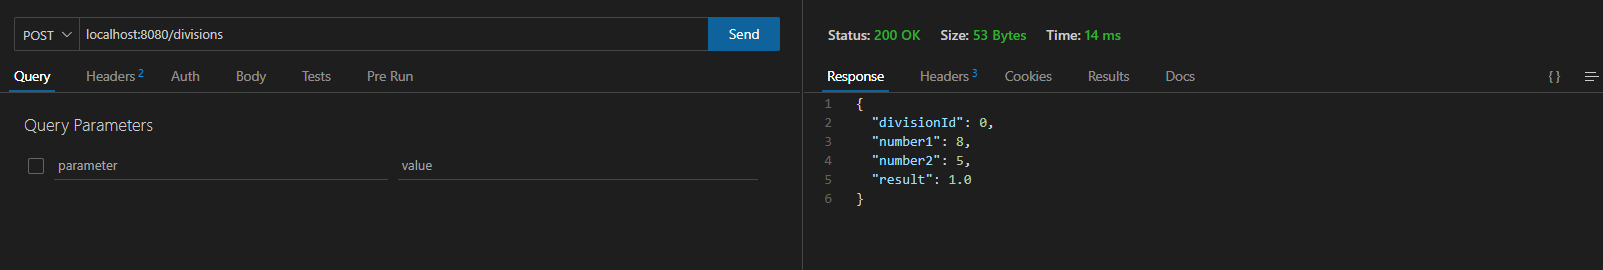 POST localhost:8080/divisions Send
Query Headers 2 Auth Body Tests Pre Run
Query Parameters
parameter value
Status: 200 OK Size: 53 Bytes Time: 14 ms
Response Headers 3 Cookies Results Docs { }
1 {
2 "divisionId": 0,
3 "number1": 8,
4 "number2": 5,
5 "result": 1.0
6 }